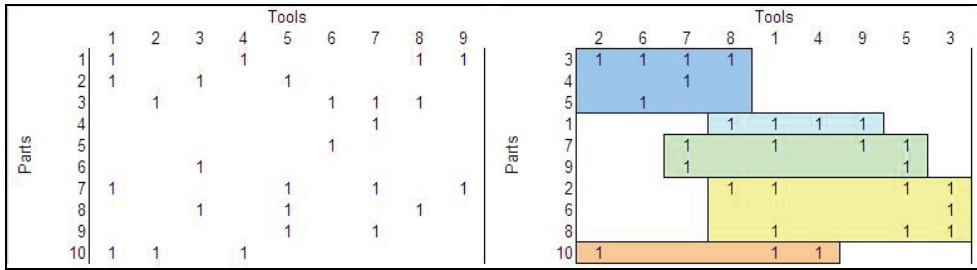 Tools
1 2 3 4 5 6 7 8 9
Parts
1 1 1 1 1
2 1 1 1
3 1 1 1 1
4 1
5 1
6 1
7 1 1 1 1
8 1 1 1
9 1 1
10 1 1 1
Tools
2 6 7 8 1 4 9 5 3
Parts
3 1 1 1 1
4 1
5 1
1 1 1 1 1
7 1 1 1 1
9 1 1
2 1 1 1 1
6 1
8 1 1 1
10 1 1 1